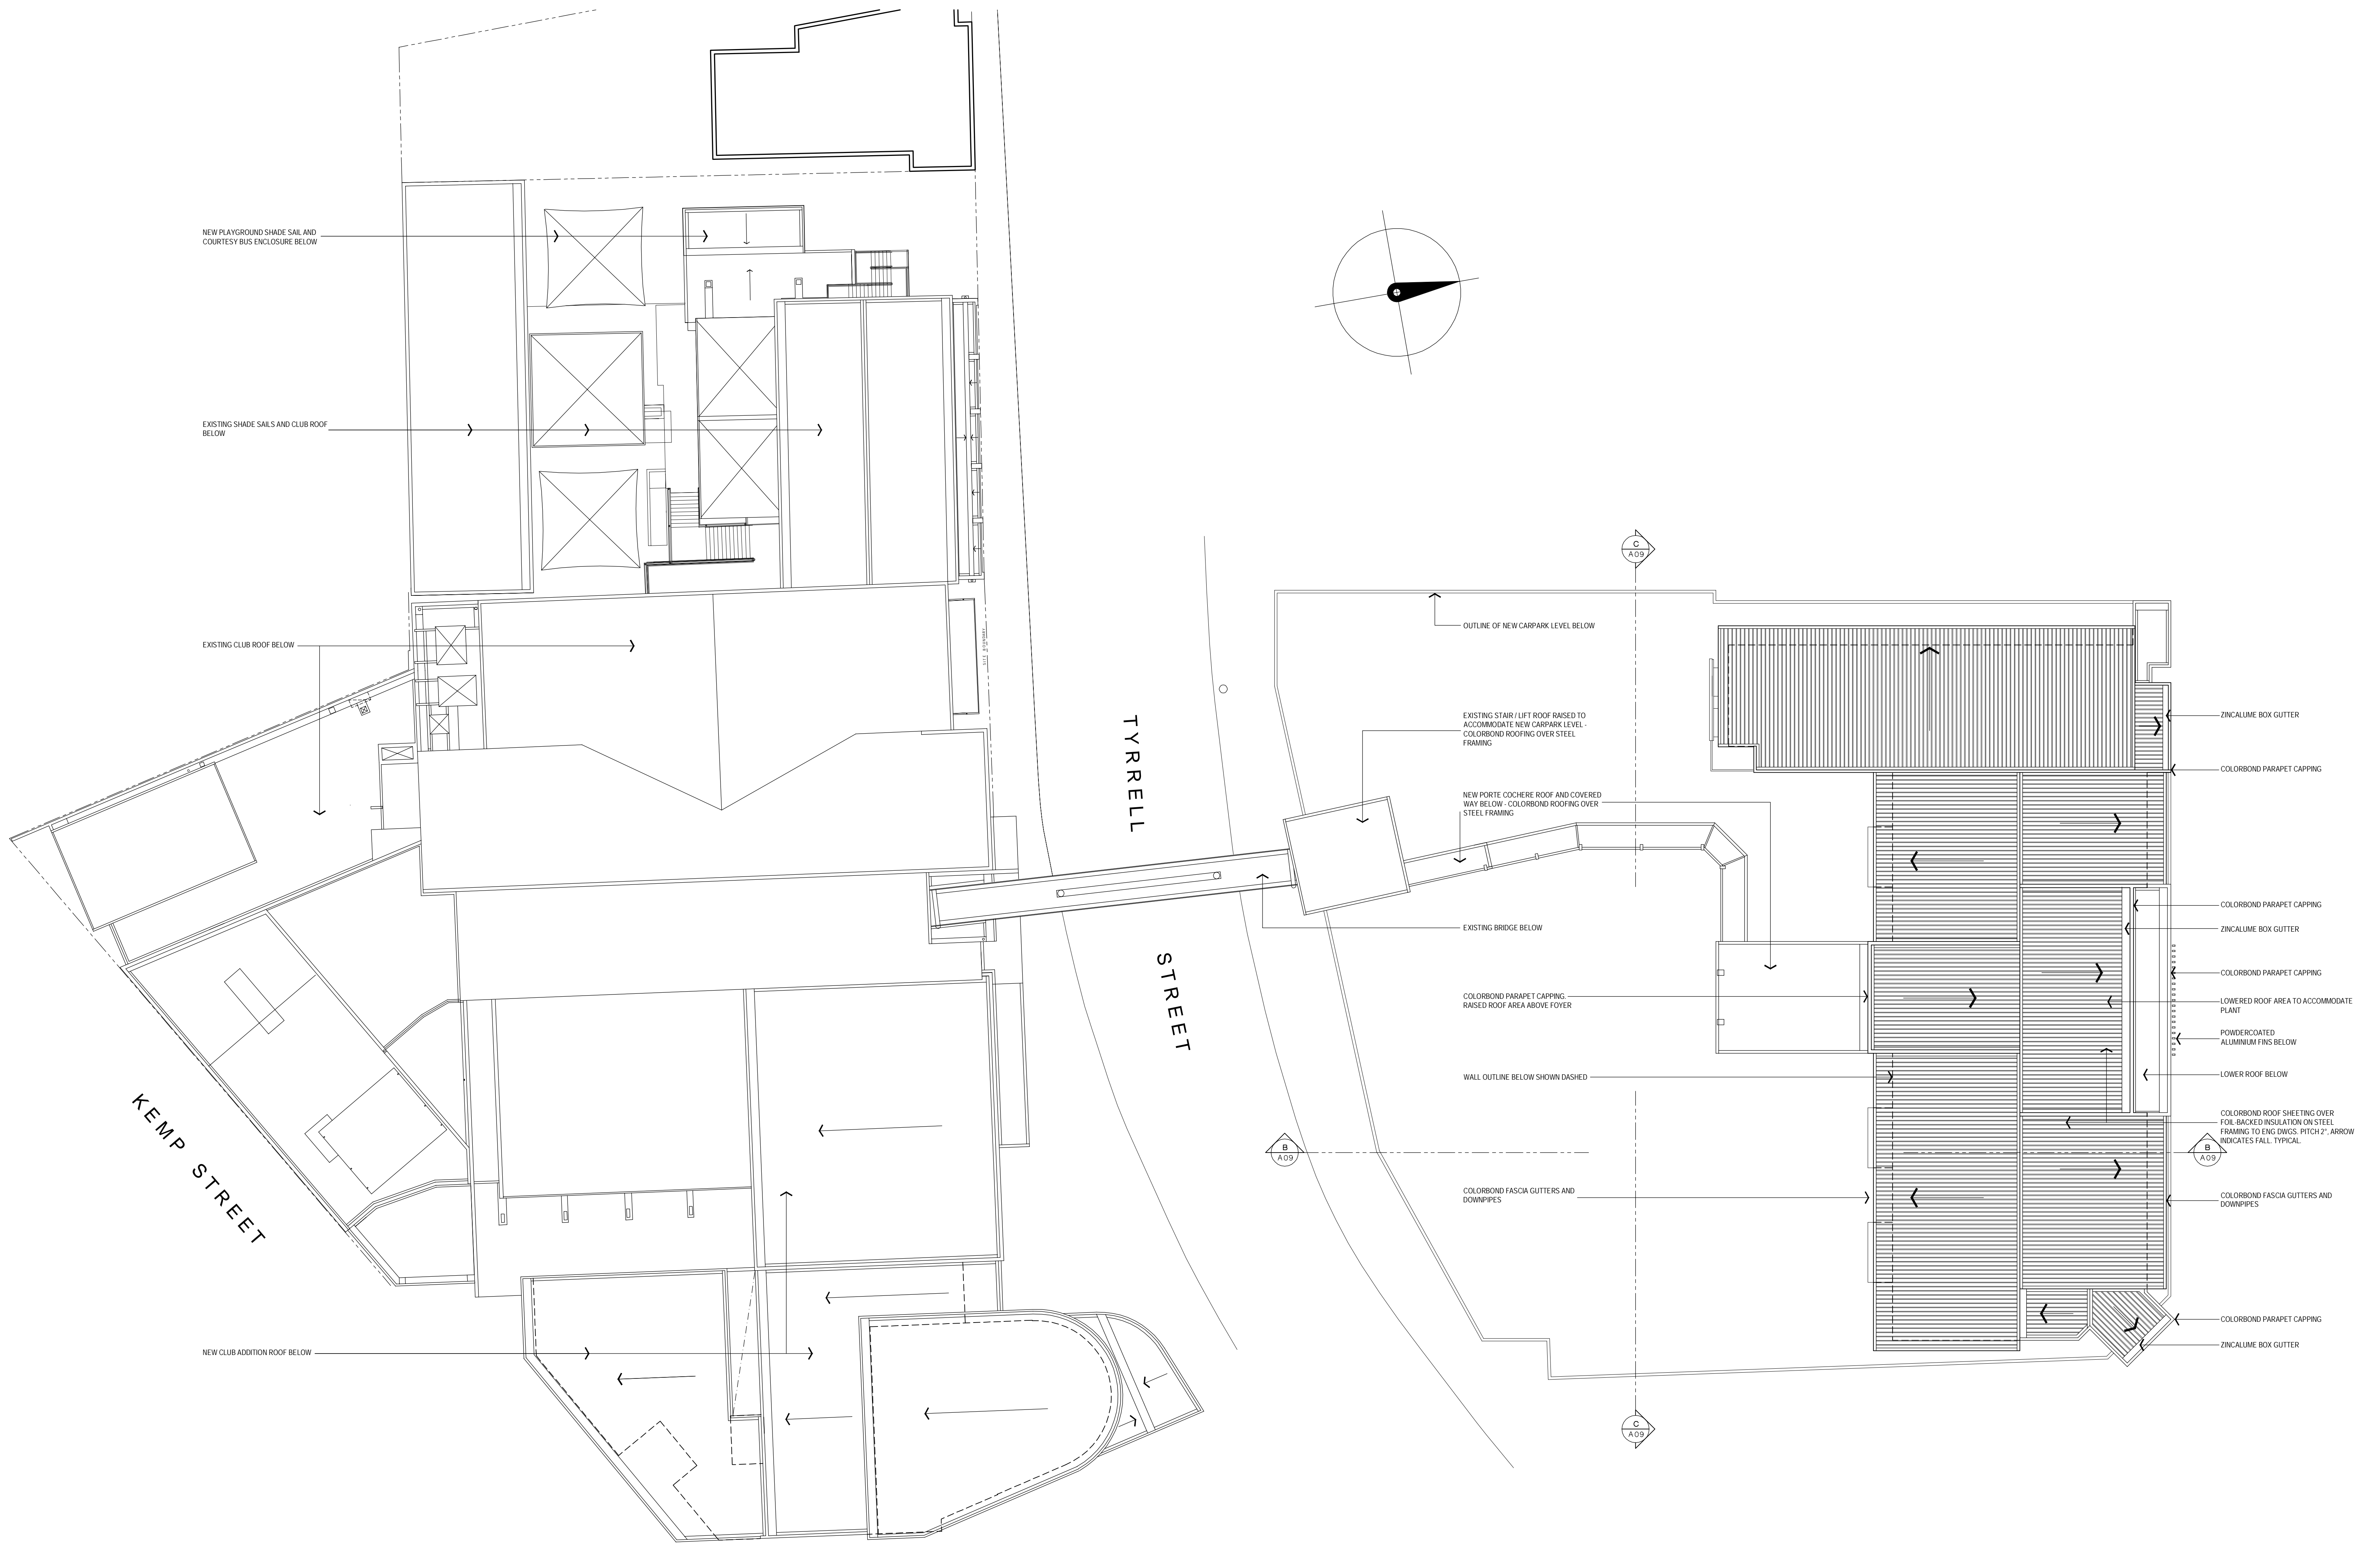 NEW PLAYGROUND SHADE SAIL AND
COURTESY BUS ENCLOSURE BELOW
EXISTING SHADE SAILS AND CLUB ROOF
BELOW
EXISTING CLUB ROOF BELOW
SITE BOUNDARY
NEW CLUB ADDITION ROOF BELOW
KEMP STREET
TYRRELL
STREET
C
A09
OUTLINE OF NEW CARPARK LEVEL BELOW
EXISTING STAIR / LIFT ROOF RAISED TO
ACCOMMODATE NEW CARPARK LEVEL -
COLORBOND ROOFING OVER STEEL
FRAMING
NEW PORTE COCHERE ROOF AND COVERED
WAY BELOW - COLORBOND ROOFING OVER
STEEL FRAMING
EXISTING BRIDGE BELOW
COLORBOND PARAPET CAPPING.
RAISED ROOF AREA ABOVE FOYER
WALL OUTLINE BELOW SHOWN DASHED
B
A09
COLORBOND FASCIA GUTTERS AND
DOWNPIPES
C
A09
ZINCALUME BOX GUTTER
COLORBOND PARAPET CAPPING
COLORBOND PARAPET CAPPING
ZINCALUME BOX GUTTER
COLORBOND PARAPET CAPPING
LOWERED ROOF AREA TO ACCOMMODATE
PLANT
POWDERCOATED
ALUMINIUM FINS BELOW
LOWER ROOF BELOW
COLORBOND ROOF SHEETING OVER
FOIL-BACKED INSULATION ON STEEL
FRAMING TO ENG DWGS. PITCH 2°, ARROW
INDICATES FALL. TYPICAL.
B
A09
COLORBOND FASCIA GUTTERS AND
DOWNPIPES
COLORBOND PARAPET CAPPING
ZINCALUME BOX GUTTER